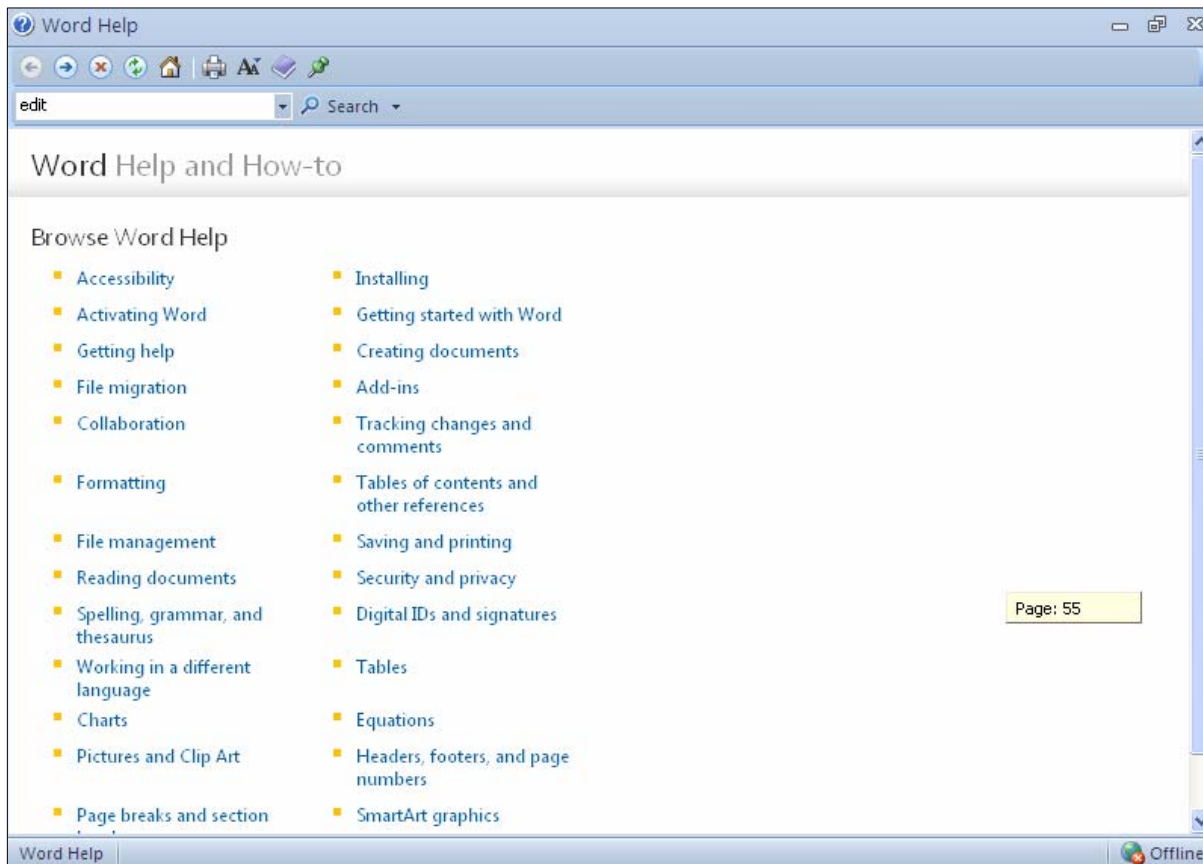 Word Help
edit
Search
Word Help and How-to
Browse Word Help
Accessibility
Installing
Activating Word
Getting started with Word
Getting help
Creating documents
File migration
Add-ins
Collaboration
Tracking changes and
comments
Formatting
Tables of contents and
other references
File management
Saving and printing
Reading documents
Security and privacy
Spelling, grammar, and
thesaurus
Digital IDs and signatures
Page: 55
Working in a different
language
Tables
Charts
Equations
Pictures and Clip Art
Headers, footers, and page
numbers
Page breaks and section
SmartArt graphics
Word Help
Offline